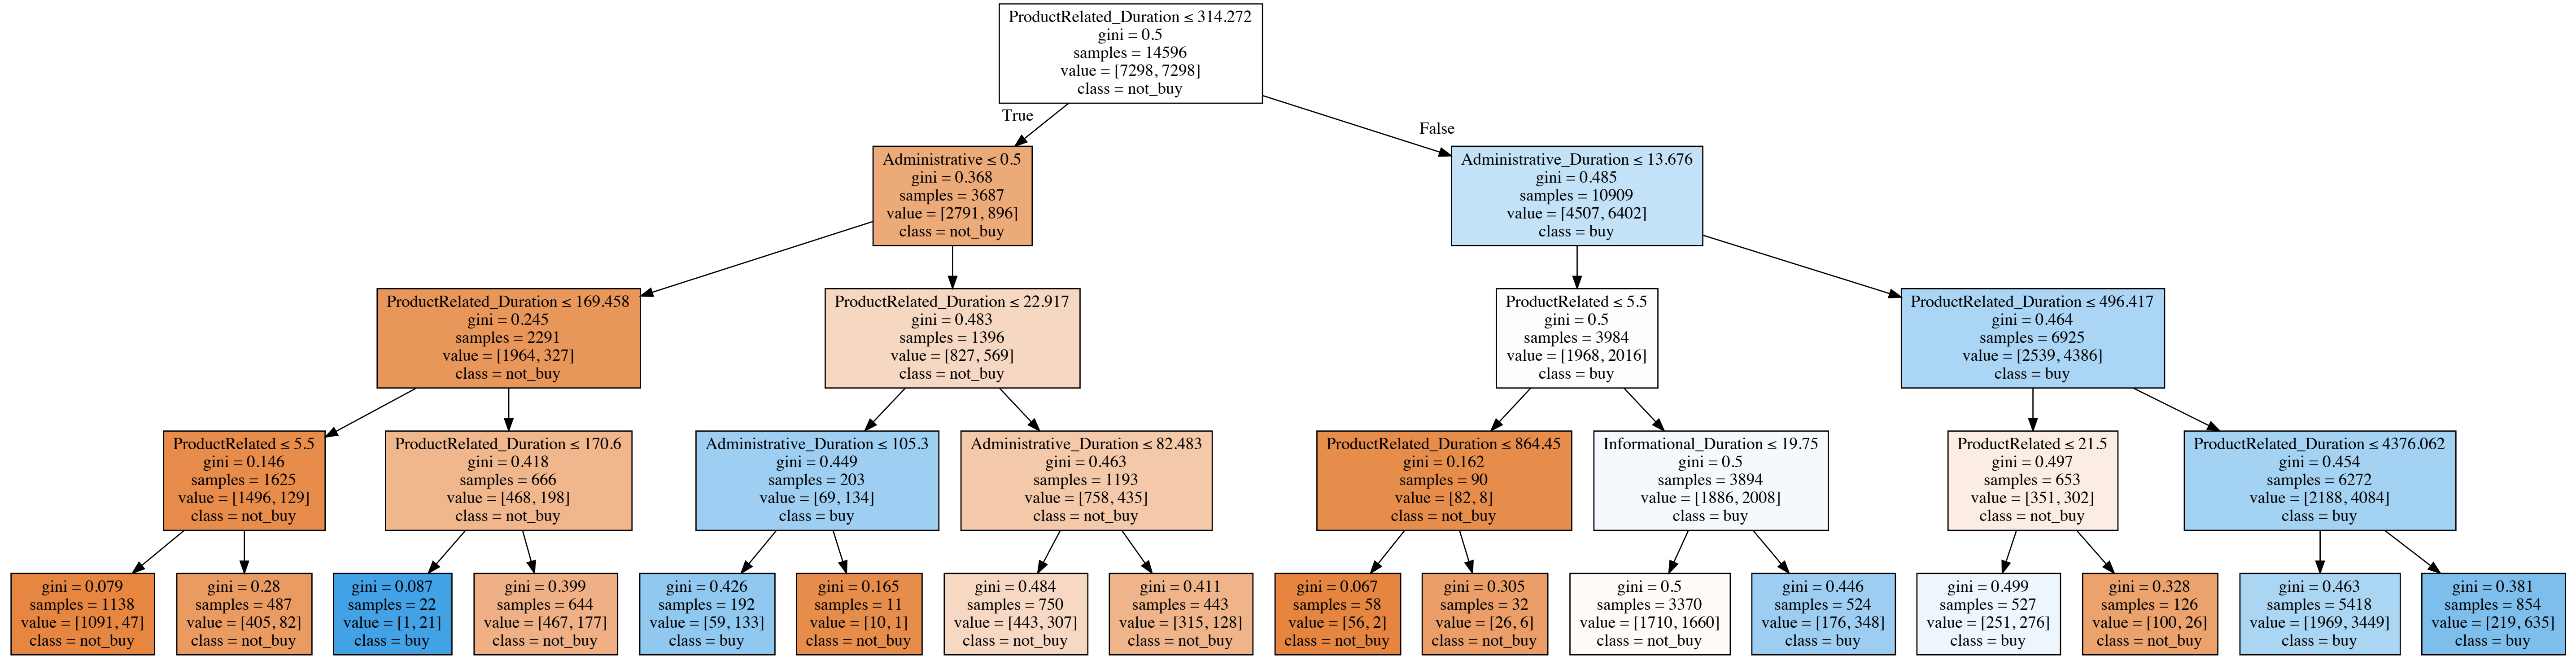 ProductRelated_Duration ≤ 314.272
gini = 0.5
samples = 14596
value = [7298, 7298]
class = not_buy
True
False
Administrative ≤ 0.5
gini = 0.368
samples = 3687
value = [2791, 896]
class = not_buy
Administrative_Duration ≤ 13.676
gini = 0.485
samples = 10909
value = [4507, 6402]
class = buy
ProductRelated_Duration ≤ 169.458
gini = 0.245
samples = 2291
value = [1964, 327]
class = not_buy
ProductRelated_Duration ≤ 22.917
gini = 0.483
samples = 1396
value = [827, 569]
class = not_buy
ProductRelated ≤ 5.5
gini = 0.5
samples = 3984
value = [1968, 2016]
class = buy
ProductRelated_Duration ≤ 496.417
gini = 0.464
samples = 6925
value = [2539, 4386]
class = buy
ProductRelated ≤ 5.5
gini = 0.146
samples = 1625
value = [1496, 129]
class = not_buy
ProductRelated_Duration ≤ 170.6
gini = 0.418
samples = 666
value = [468, 198]
class = not_buy
Administrative_Duration ≤ 105.3
gini = 0.449
samples = 203
value = [69, 134]
class = buy
Administrative_Duration ≤ 82.483
gini = 0.463
samples = 1193
value = [758, 435]
class = not_buy
ProductRelated_Duration ≤ 864.45
gini = 0.162
samples = 90
value = [82, 8]
class = not_buy
Informational_Duration ≤ 19.75
gini = 0.5
samples = 3894
value = [1886, 2008]
class = buy
ProductRelated ≤ 21.5
gini = 0.497
samples = 653
value = [351, 302]
class = not_buy
ProductRelated_Duration ≤ 4376.062
gini = 0.454
samples = 6272
value = [2188, 4084]
class = buy
gini = 0.079
samples = 1138
value = [1091, 47]
class = not_buy
gini = 0.28
samples = 487
value = [405, 82]
class = not_buy
gini = 0.087
samples = 22
value = [1, 21]
class = buy
gini = 0.399
samples = 644
value = [467, 177]
class = not_buy
gini = 0.426
samples = 192
value = [59, 133]
class = buy
gini = 0.165
samples = 11
value = [10, 1]
class = not_buy
gini = 0.484
samples = 750
value = [443, 307]
class = not_buy
gini = 0.411
samples = 443
value = [315, 128]
class = not_buy
gini = 0.067
samples = 58
value = [56, 2]
class = not_buy
gini = 0.305
samples = 32
value = [26, 6]
class = not_buy
gini = 0.5
samples = 3370
value = [1710, 1660]
class = not_buy
gini = 0.446
samples = 524
value = [176, 348]
class = buy
gini = 0.499
samples = 527
value = [251, 276]
class = buy
gini = 0.328
samples = 126
value = [100, 26]
class = not_buy
gini = 0.463
samples = 5418
value = [1969, 3449]
class = buy
gini = 0.381
samples = 854
value = [219, 635]
class = buy